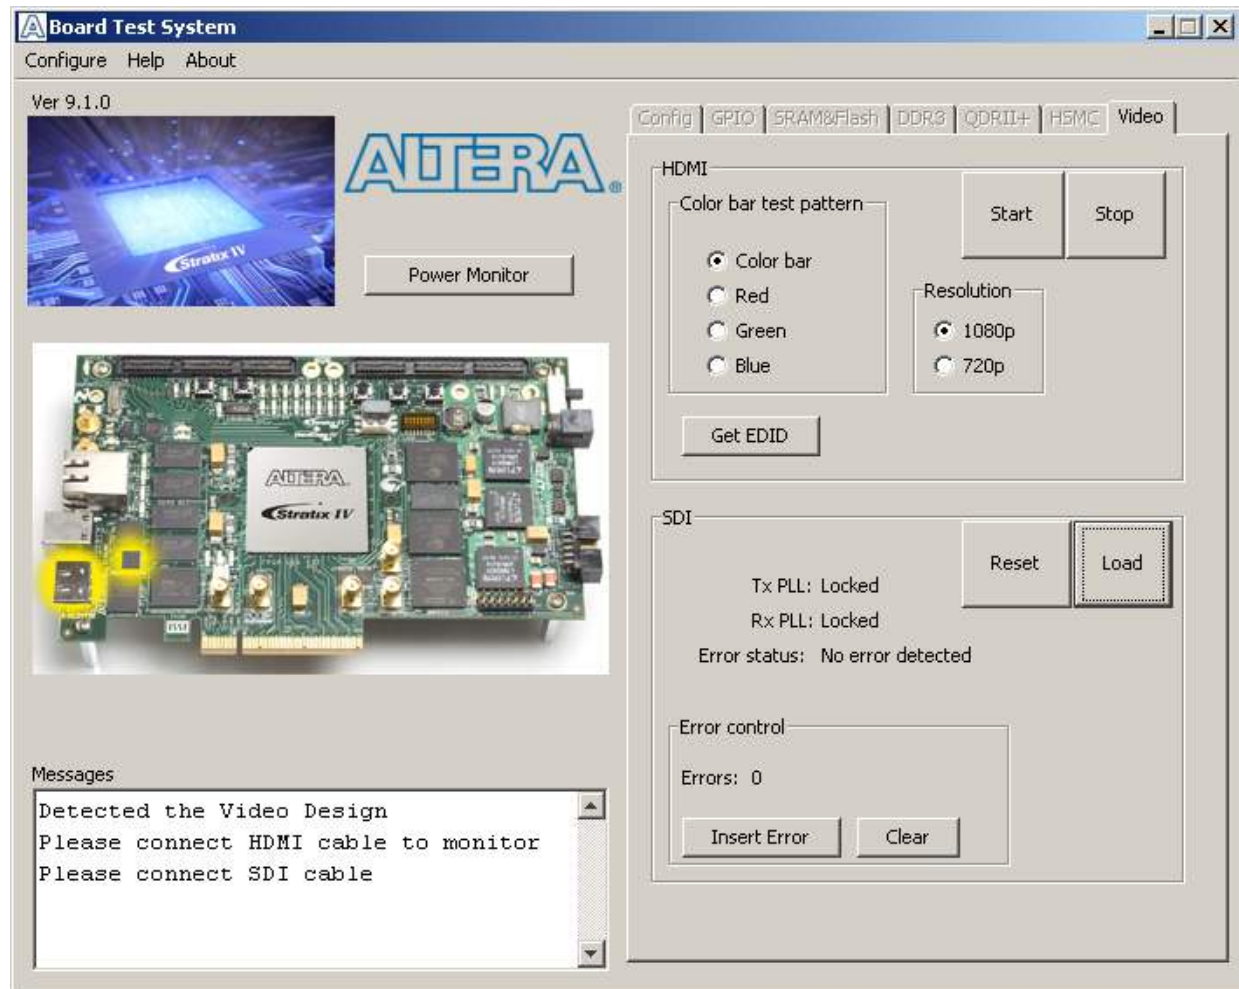 Board Test System
Configure Help About
Ver 9.1.0
Stratix IV
ALTERA®
Power Monitor
ALTERA
Stratix IV
Messages
Detected the Video Design
Please connect HDMI cable to monitor
Please connect SDI cable
Config GPIO SRAM&Flash DDR3 QDRII+ HSMC Video
HDMI
Color bar test pattern
Color bar
Red
Green
Blue
Start Stop
Resolution
1080p
720p
Get EDID
SDI
Reset Load
Tx PLL: Locked
Rx PLL: Locked
Error status: No error detected
Error control
Errors: 0
Insert Error Clear